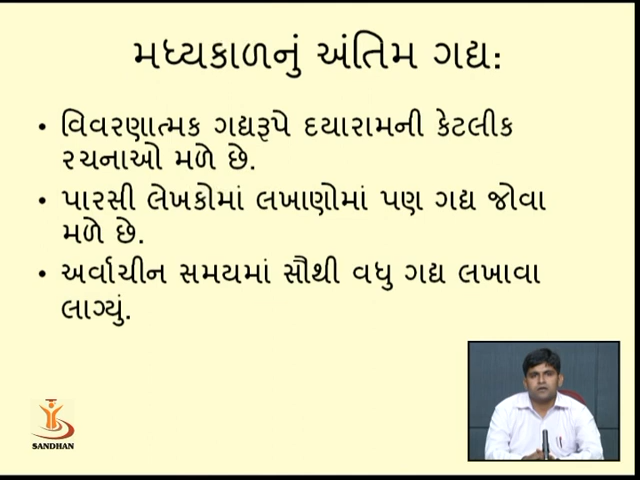 મધ્યકાળનું અંતિમ ગદ્ય:
• વિવરણાત્મક ગદ્યરૂપે દયારામની કેટલીક
રચનાઓ મળે છે.
• પારસી લેખકોમાં લખાણોમાં પણ ગદ્ય જોવા
મળે છે.
• અર્વાચીન સમયમાં સૌથી વધુ ગદ્ય લખાવા
લાગ્યું.
SANDHAN